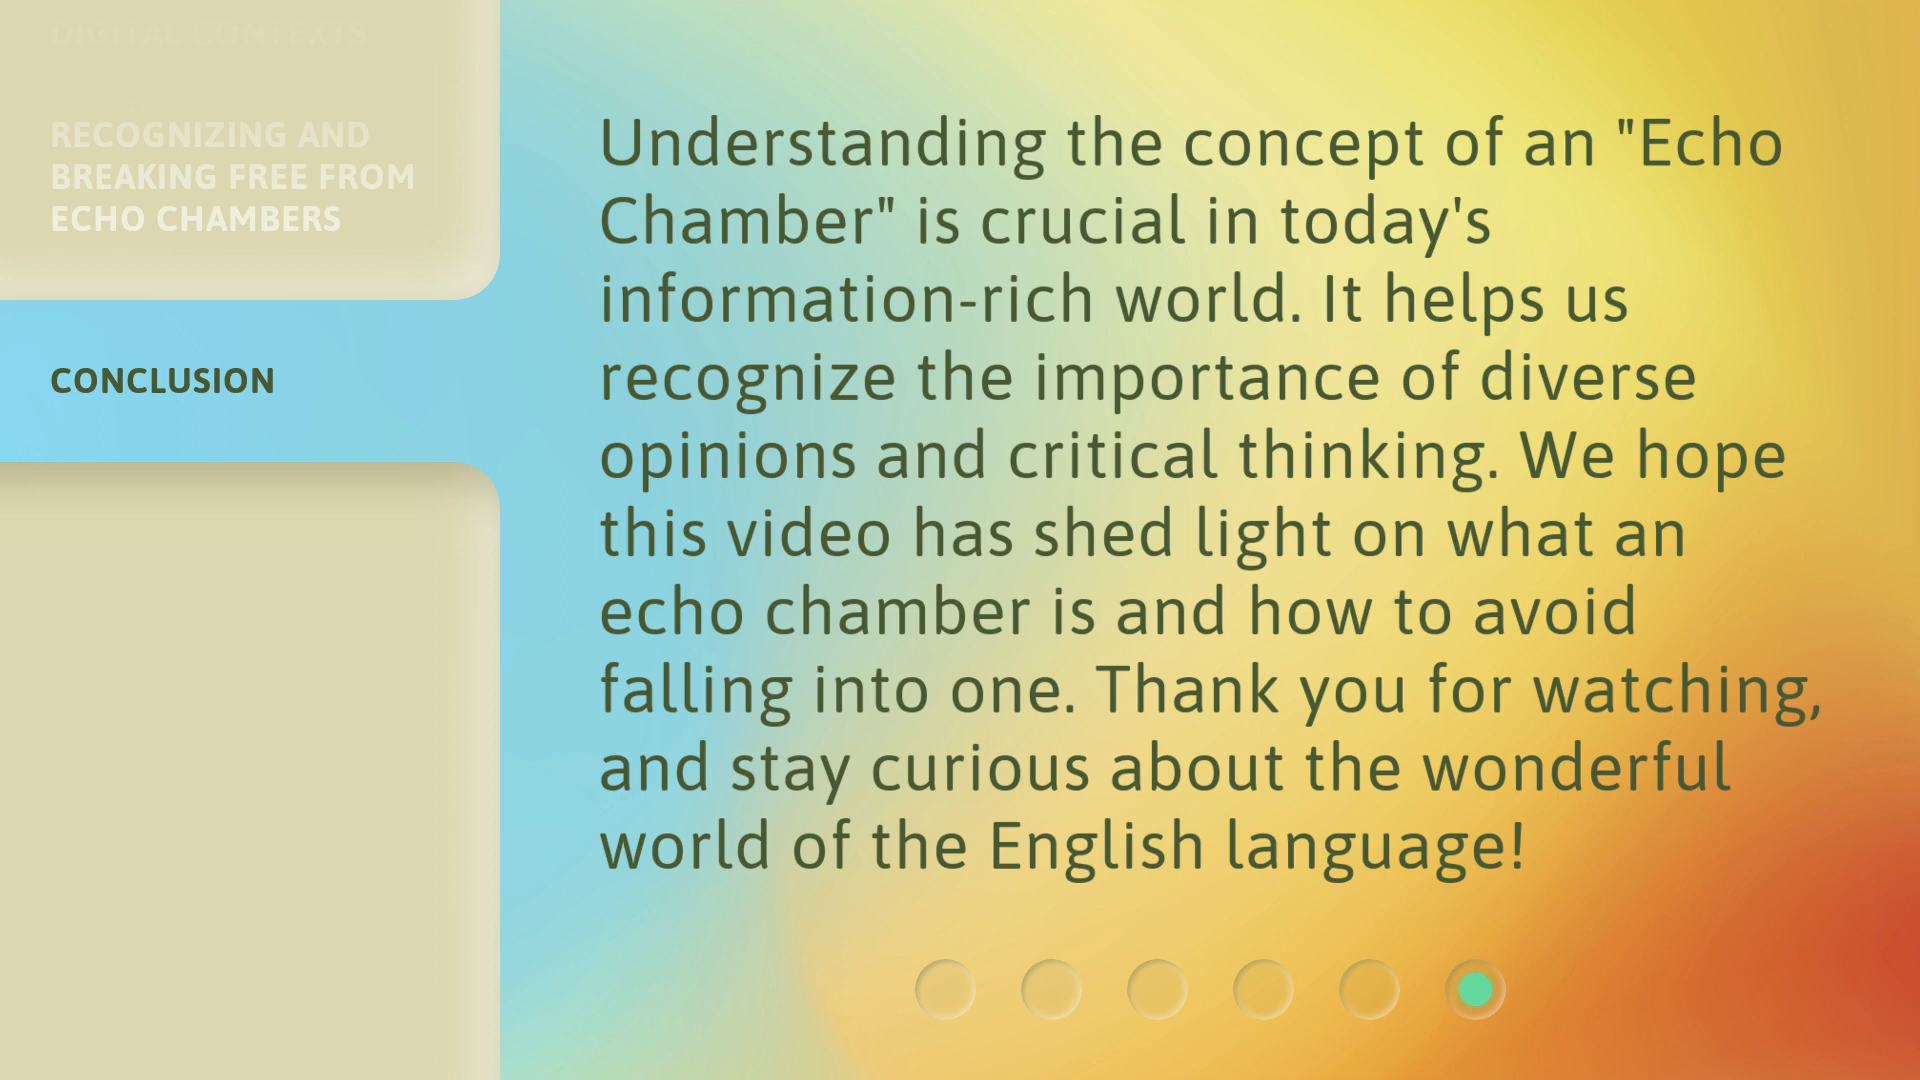 DIGITAL CONTEXTS
RECOGNIZING AND
BREAKING FREE FROM
ECHO CHAMBERS
CONCLUSION
Understanding the concept of an "Echo
Chamber" is crucial in today's
information-rich world. It helps us
recognize the importance of diverse
opinions and critical thinking. We hope
this video has shed light on what an
echo chamber is and how to avoid
falling into one. Thank you for watching,
and stay curious about the wonderful
world of the English language!